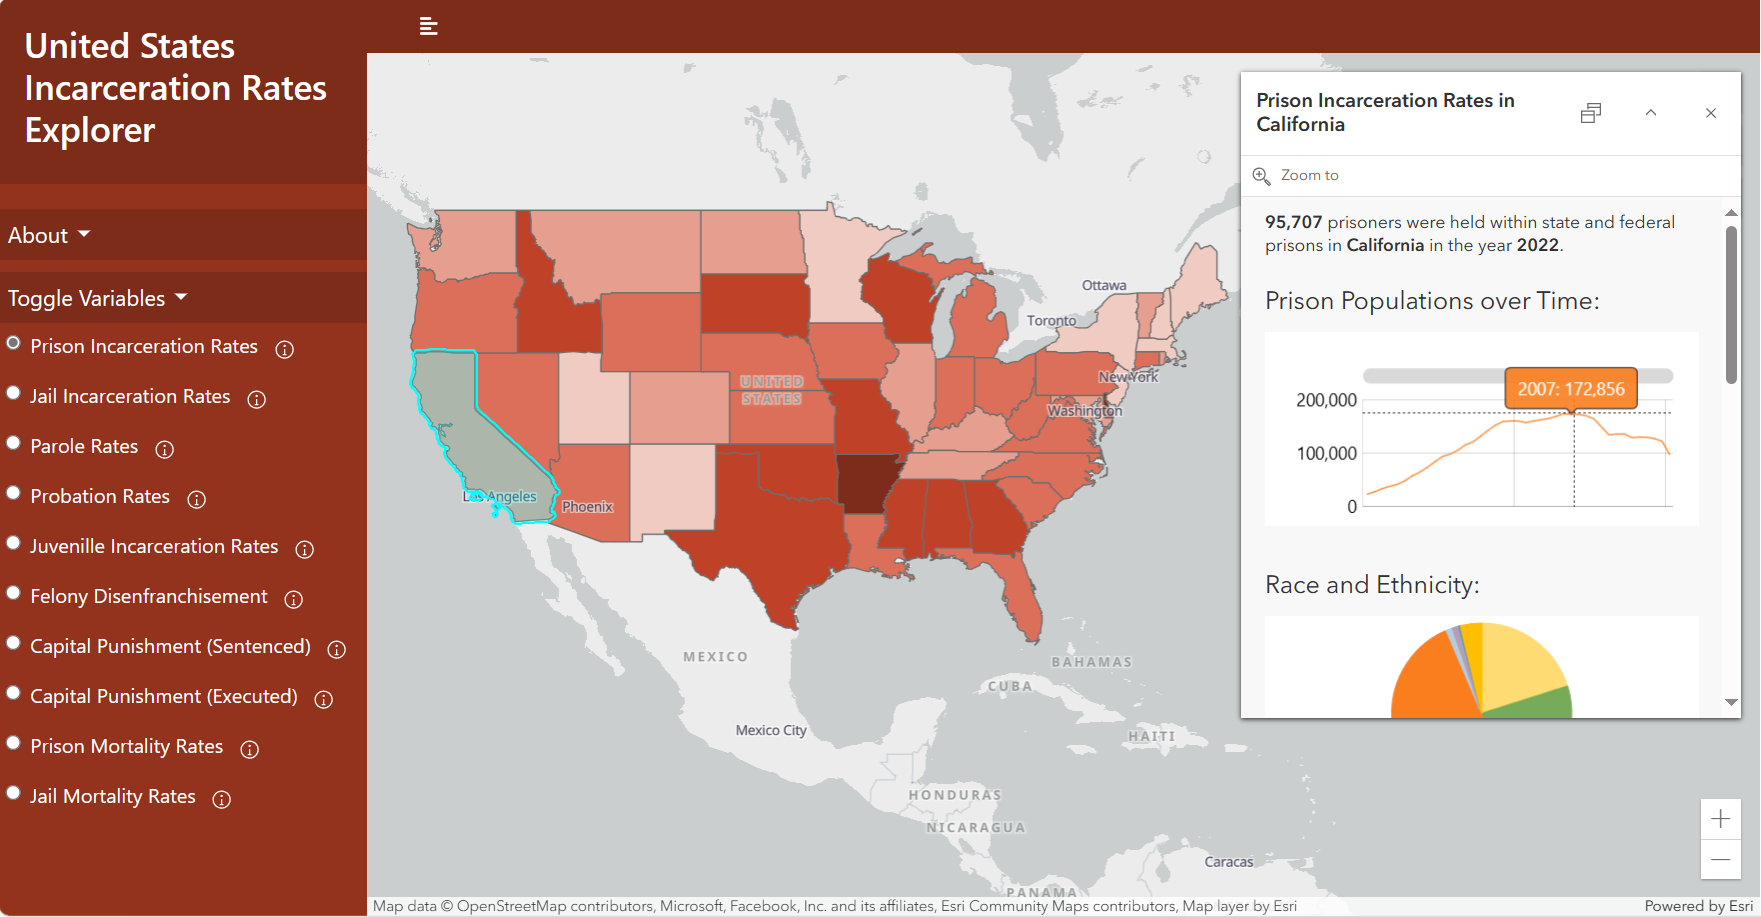 United States
Incarceration Rates
Explorer
About
Toggle Variables
Prison Incarceration Rates
Jail Incarceration Rates
Parole Rates
Probation Rates
Juvenille Incarceration Rates
Felony Disenfranchisement
Capital Punishment (Sentenced)
Capital Punishment (Executed)
Prison Mortality Rates
Jail Mortality Rates
Ottawa
Toronto
New York
Washington
UNITED
STATES
Los Angeles
Phoenix
MEXICO
BAHAMAS
CUBA
Mexico City
HAITI
HONDURAS
NICARAGUA
Caracas
PANAMA
Prison Incarceration Rates in
California
Zoom to
95,707 prisoners were held within state and federal
prisons in California in the year 2022.
Prison Populations over Time:
2007: 172,856
200,000
100,000
0
Race and Ethnicity:
Map data © OpenStreetMap contributors, Microsoft, Facebook, Inc. and its affiliates, Esri Community Maps contributors, Map layer by Esri
Powered by Esri